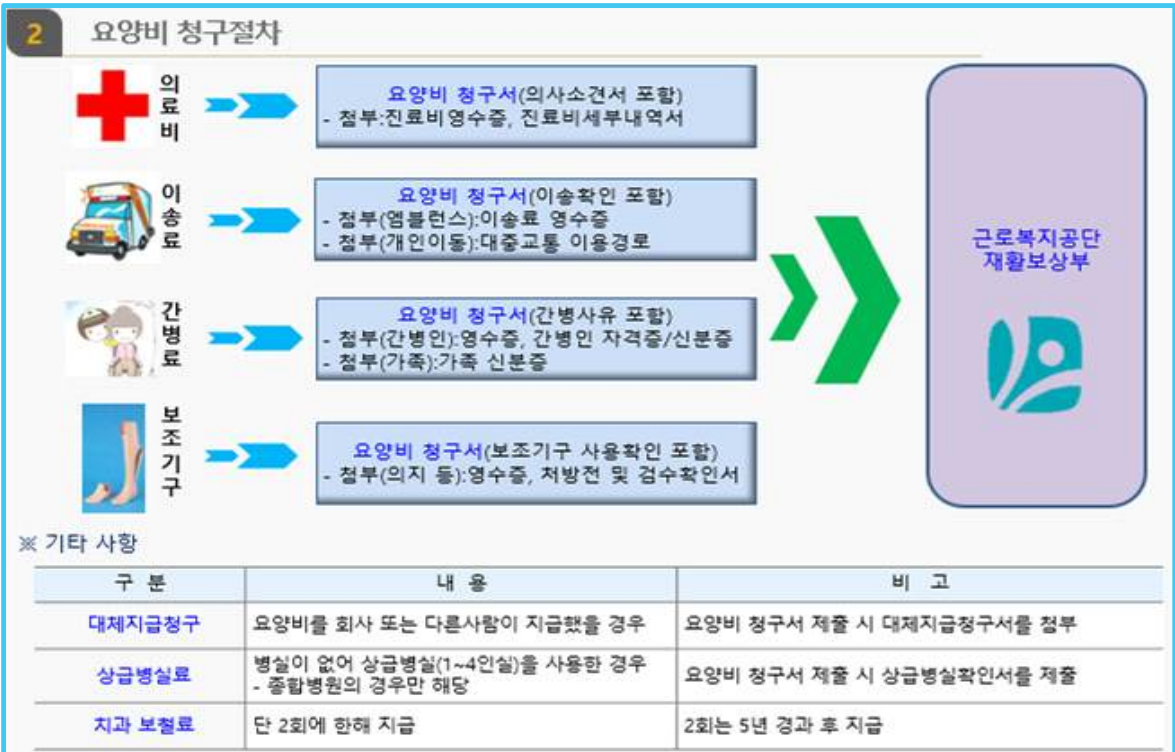 2 요양비 청구절차
의료비
요양비 청구서(의사소견서 포함)
- 첨부:진료비영수증, 진료비세부내역서
이송료
요양비 청구서(이송확인 포함)
- 첨부(엠블런스):이송료 영수증
- 첨부(개인이동):대중교통 이용경로
간병료
요양비 청구서(간병사유 포함)
- 첨부(간병인):영수증, 간병인 자격증/신분증
- 첨부(가족):가족 신분증
보조기구
요양비 청구서(보조기구 사용확인 포함)
- 첨부(의지 등):영수증, 처방전 및 검수확인서
근로복지공단
재활보상부
※ 기타 사항
구 분 내 용 비 고
대체지급청구 요양비를 회사 또는 다른사람이 지급했을 경우 요양비 청구서 제출 시 대체지급청구서를 첨부
상급병실료 병실이 없어 상급병실(1~4인실)을 사용한 경우 요양비 청구서 제출 시 상급병실확인서를 제출
- 종합병원의 경우만 해당
치과 보철료 단 2회에 한해 지급 2회는 5년 경과 후 지급